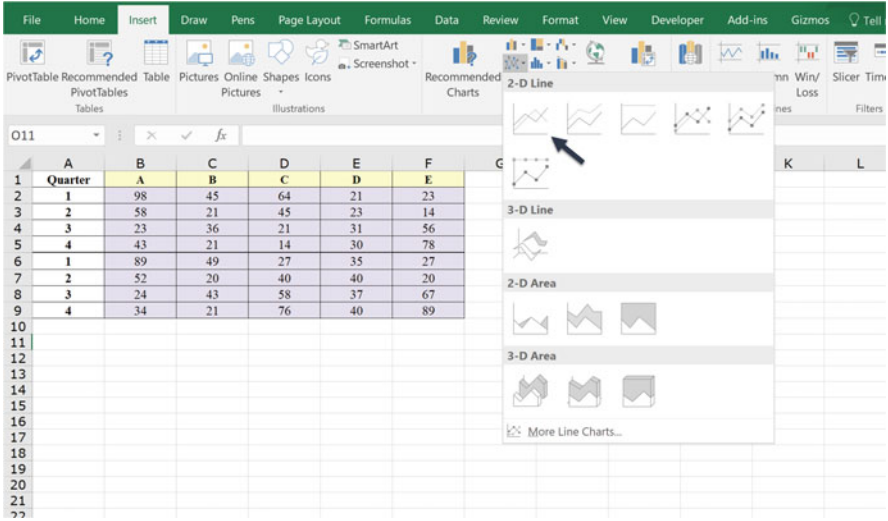 File Home Insert Draw Pens Page Layout Formulas Data Review Format View Developer Add-ins Gizmos Tell
SmartArt
Screenshot
PivotTable Recommended Table Pictures Online Shapes Icons Recommended mn Win/ Slicer
PivotTables Pictures Charts Loss
Tables Illustrations Filters
O11 fx
2-D Line
A B C D E F G K L
1 Quarter A B C D E
2 1 98 45 64 21 23
3 2 58 21 45 23 14
4 3 23 36 21 31 56
5 4 43 21 14 30 78
6 1 89 49 27 35 27
7 2 52 20 40 40 20
8 3 24 43 58 37 67
9 4 34 21 76 40 89
10
11
12
13
14
15
16
17
18
19
20
21
22
3-D Line
2-D Area
3-D Area
More Line Charts...